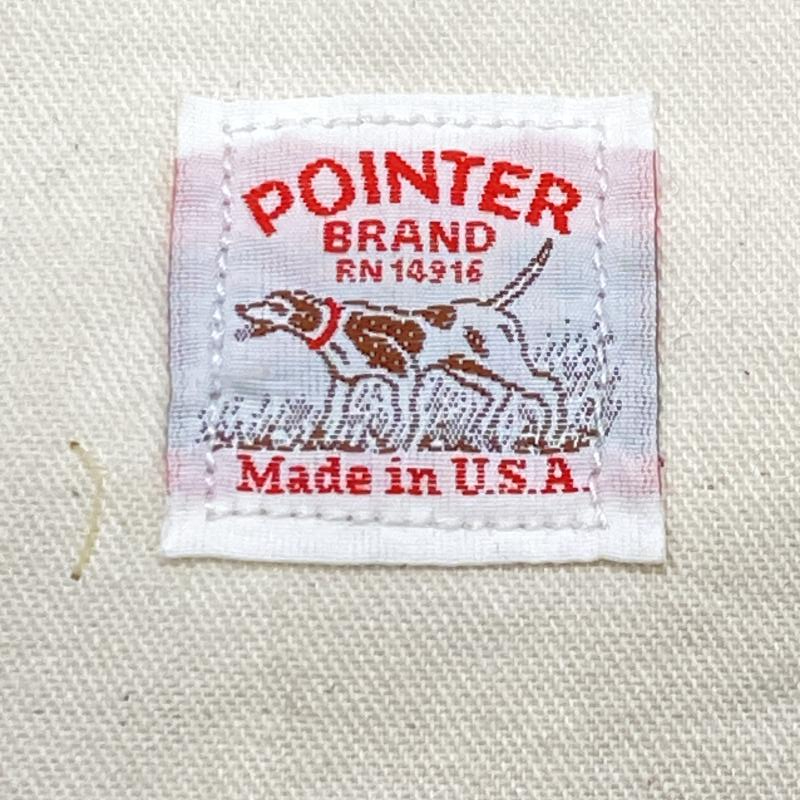 POINTER
BRAND
RN 14916
Made in U.S.A.